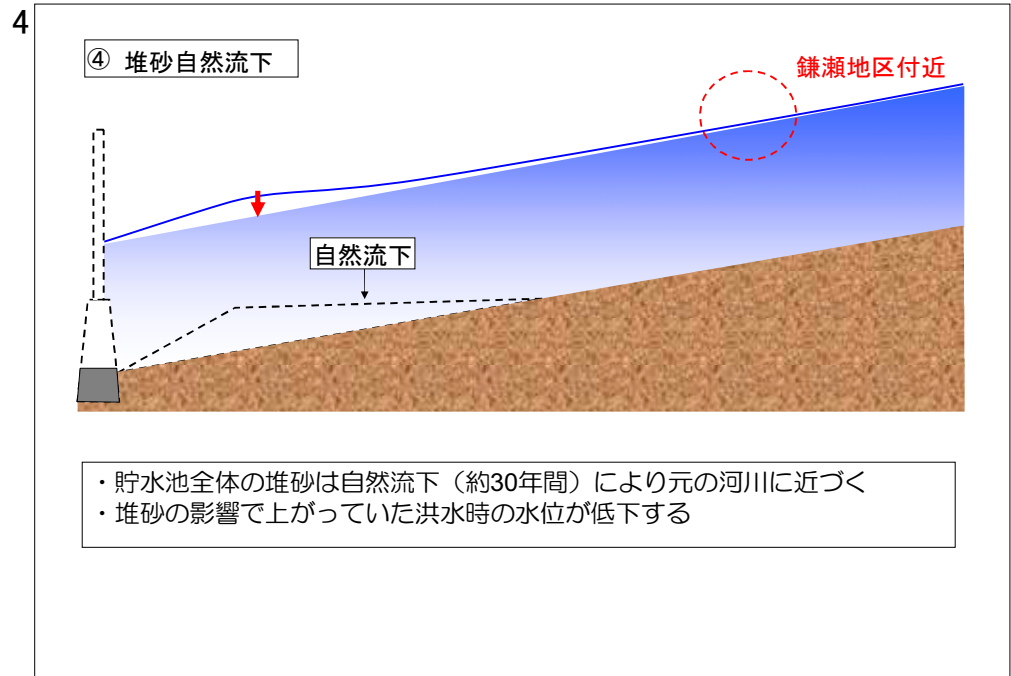 4
④ 堆砂自然流下
鎌瀬地区付近
自然流下
・貯水池全体の堆砂は自然流下（約30年間）により元の河川に近づく
・堆砂の影響で上がっていた洪水時の水位が低下する